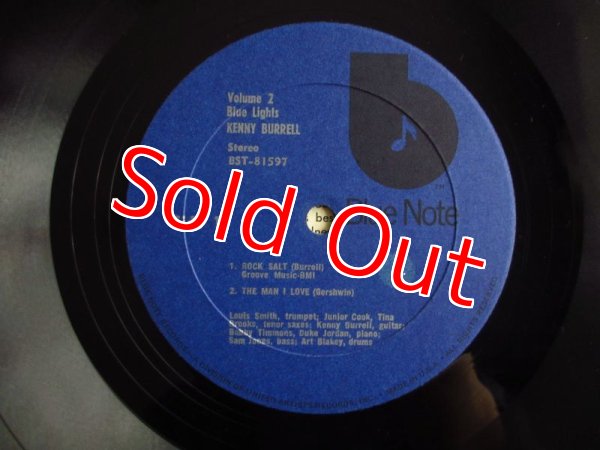 Volume 2
Blue Lights
KENNY BURRELL
Stereo
BST-81597
Sold Out
Blue Note
TM
1. ROCK SALT (Burrell)
Groove Music-BMI
2. THE MAN I LOVE (Gershwin)
Louis Smith, trumpet; Junior Cook, Tina
Brooks, tenor saxes; Kenny Burrell, guitar;
Bobby Timmons, Duke Jordan, piano;
Sam Jones, bass; Art Blakey, drums